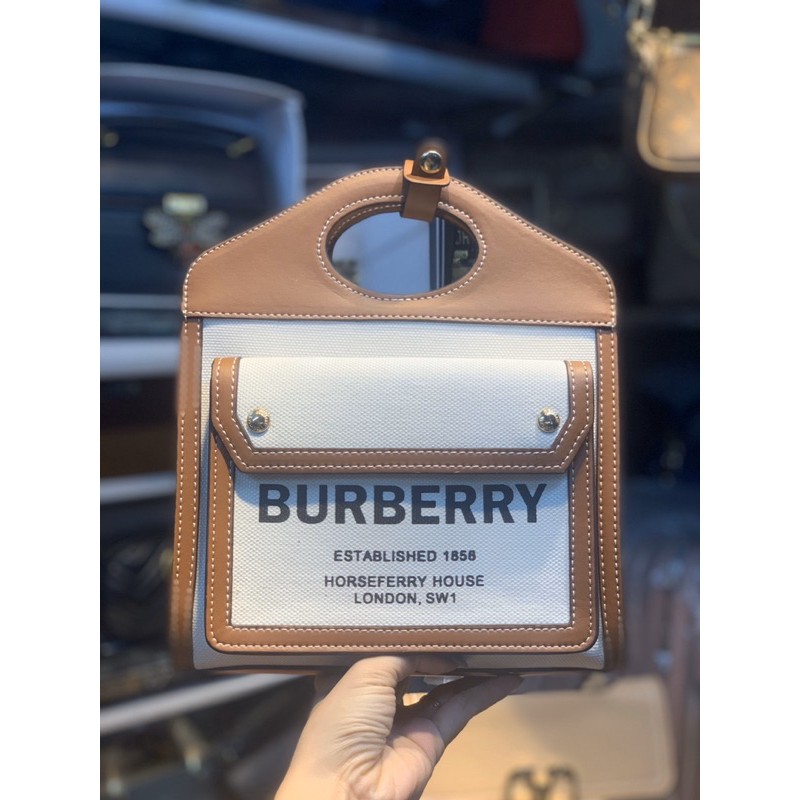 BURBERRY
ESTABLISHED 1856
HORSEFERRY HOUSE
LONDON, SW1